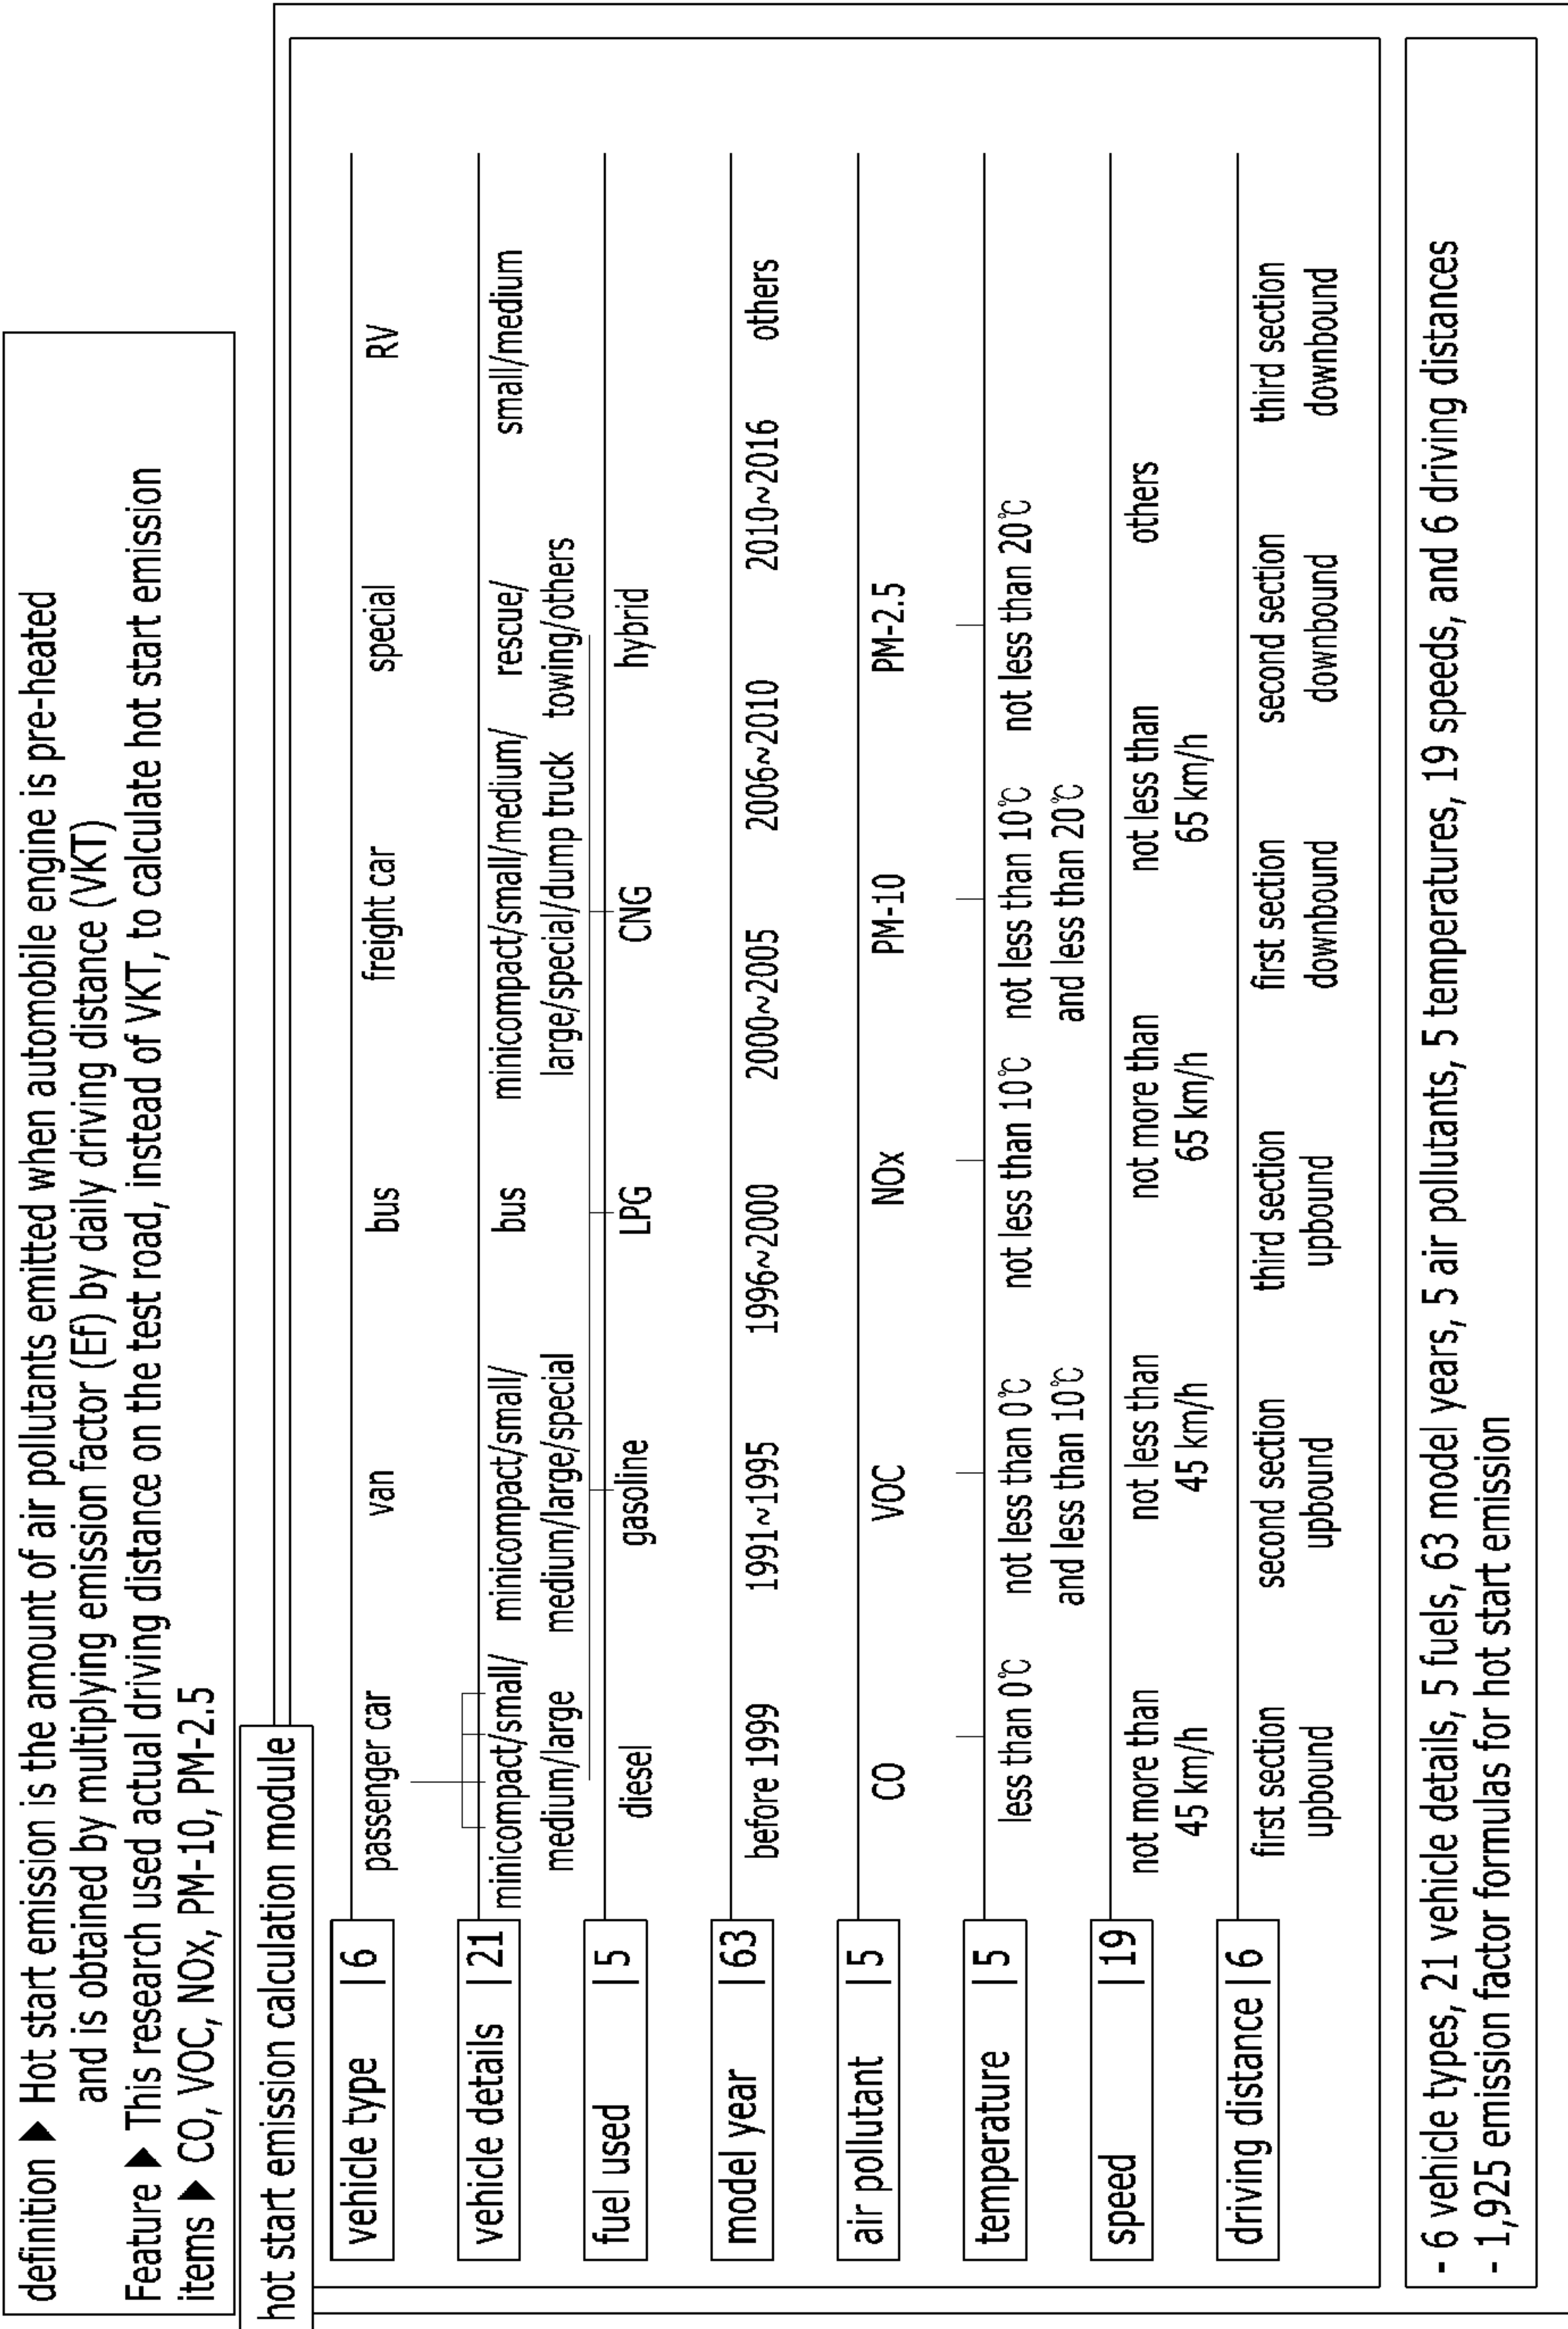 definition ▶ Hot start emission is the amount of air pollutants emitted when automobile engine is pre-heated
and is obtained by multiplying emission factor (Ef) by daily driving distance (VKT)
Feature ▶ This research used actual driving distance on the test road, instead of VKT, to calculate hot start emission
items ▶ CO, VOC, NOx, PM-10, PM-2.5
hot start emission calculation module
vehicle type | 6
passenger car van bus freight car special RV
vehicle details | 21
minicompact/small/ minicompact/small/ bus minicompact/small/medium/ rescue/ small/medium
medium/large medium/large/special large/special/dump truck towing/others
fuel used | 5
diesel gasoline LPG CNG hybrid
model year | 63
before 1999 1991~1995 1996~2000 2000~2005 2006~2010 2010~2016 others
air pollutant | 5
CO VOC NOx PM-10 PM-2.5
temperature | 5
less than 0℃ not less than 0℃ not less than 10℃ not less than 10℃ not less than 20℃
and less than 10℃ and less than 20℃
speed | 19
not more than not less than not more than not less than others
45 km/h 45 km/h 65 km/h 65 km/h
driving distance | 6
first section second section third section first section second section third section
upbound upbound upbound downbound downbound downbound
- 6 vehicle types, 21 vehicle details, 5 fuels, 63 model years, 5 air pollutants, 5 temperatures, 19 speeds, and 6 driving distances
- 1,925 emission factor formulas for hot start emission